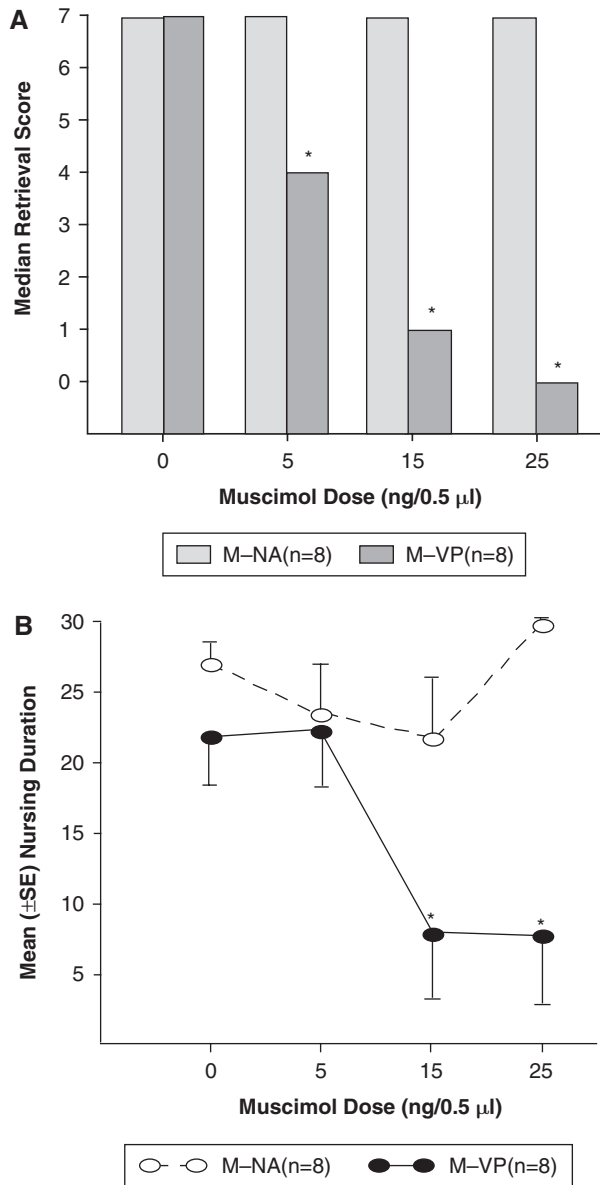 A
Median Retrieval Score
7
6
5
4
3
2
1
0
*
*
*
0 5 15 25
Muscimol Dose (ng/0.5 μl)
M–NA(n=8) M–VP(n=8)
B
Mean (±SE) Nursing Duration
30
25
20
15
10
5
*
*
0 5 15 25
Muscimol Dose (ng/0.5 μl)
M–NA(n=8) M–VP(n=8)